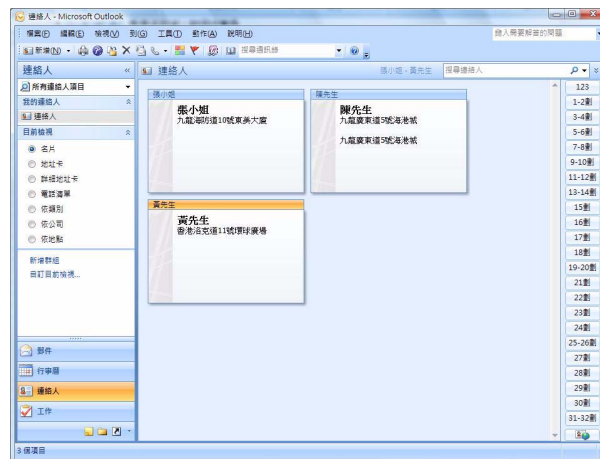 連絡人 - Microsoft Outlook
檔案(F) 編輯(E) 檢視(V) 到(G) 工具(T) 動作(A) 說明(H)
鍵入需要解答的問題
新增(N)
搜尋通訊錄
連絡人
所有連絡人項目
我的連絡人
連絡人
目前檢視
名片
地址卡
詳細地址卡
電話清單
依類別
依公司
依地點
新增群組
自訂目前檢視...
郵件
行事曆
連絡人
工作
3 個項目
連絡人
張小姐 - 黃先生
搜尋連絡人
張小姐
張小姐
九龍海防道10號東英大廈
陳先生
陳先生
九龍廣東道5號海港城
九龍廣東道5號海港城
黃先生
黃先生
香港洛克道11號環球廣場
123
1-2劃
3-4劃
5-6劃
7-8劃
9-10劃
11-12劃
13-14劃
15劃
16劃
17劃
18劃
19-20劃
21劃
22劃
23劃
24劃
25-26劃
27劃
28劃
29劃
30劃
31-32劃